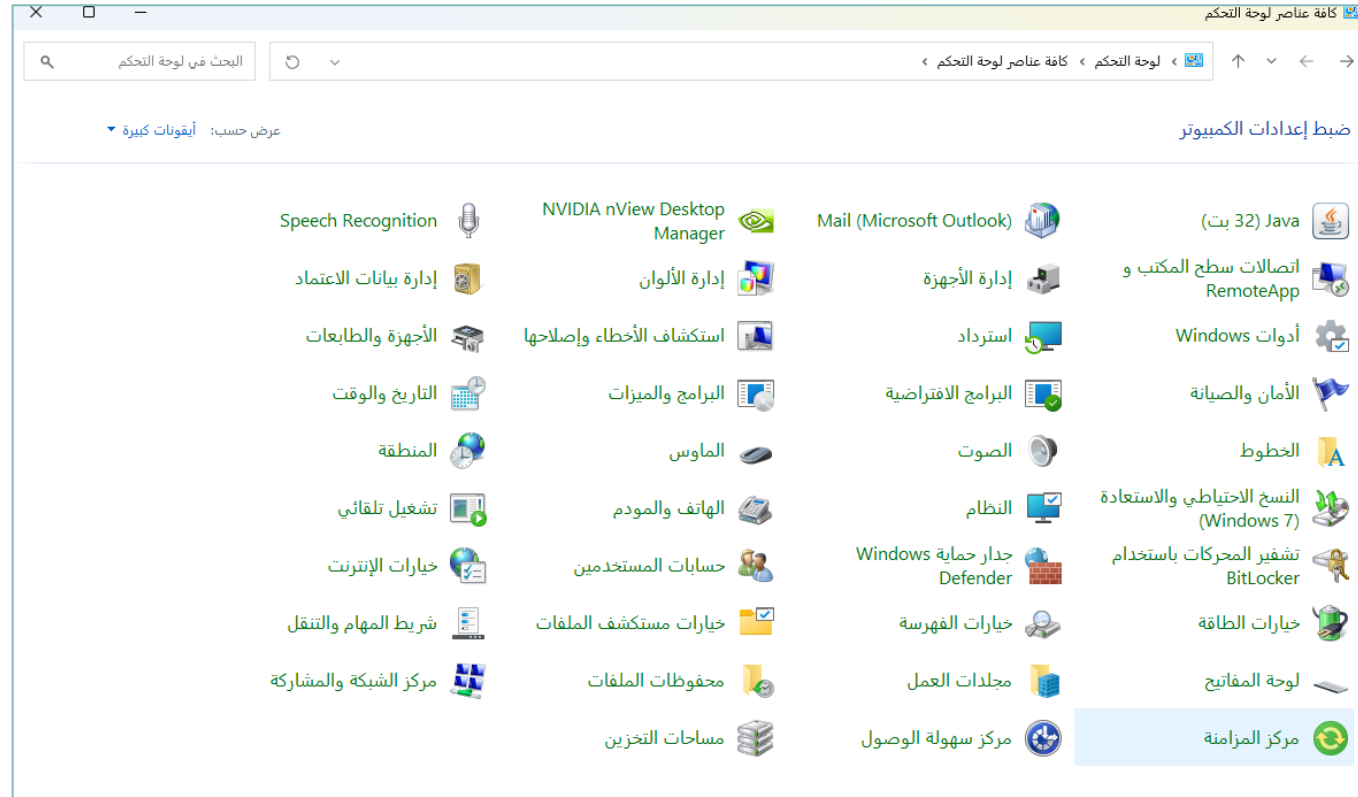 كافة عناصر لوحة التحكم
لوحة التحكم › كافة عناصر لوحة التحكم ›
البحث في لوحة التحكم
ضبط إعدادات الكمبيوتر
عرض حسب: أيقونات كبيرة
Java (32 بت)
Mail (Microsoft Outlook)
NVIDIA nView Desktop
Manager
Speech Recognition
اتصالات سطح المكتب و
RemoteApp
إدارة الأجهزة
إدارة الألوان
إدارة بيانات الاعتماد
أدوات Windows
استرداد
استكشاف الأخطاء وإصلاحها
الأجهزة والطابعات
الأمان والصيانة
البرامج الافتراضية
البرامج والميزات
التاريخ والوقت
الخطوط
الصوت
الماوس
المنطقة
النسخ الاحتياطي والاستعادة
(Windows 7)
النظام
الهاتف والمودم
تشغيل تلقائي
تشفير المحركات باستخدام
BitLocker
جدار حماية Windows
Defender
حسابات المستخدمين
خيارات الإنترنت
خيارات الطاقة
خيارات الفهرسة
خيارات مستكشف الملفات
شريط المهام والتنقل
لوحة المفاتيح
مجلدات العمل
محفوظات الملفات
مركز الشبكة والمشاركة
مركز المزامنة
مركز سهولة الوصول
مساحات التخزين